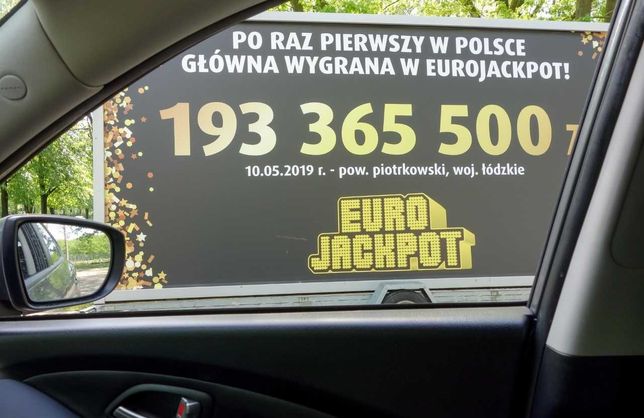 PO RAZ PIERWSZY W POLSCE
GŁÓWNA WYGRANA W EUROJACKPOT!
193 365 500
10.05.2019 r. - pow. piotrkowski, woj. łódzkie
EURO
JACKPOT